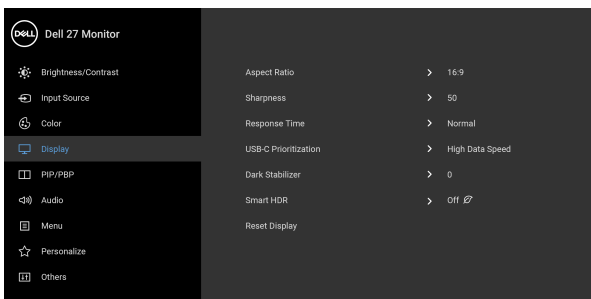 DELL Dell 27 Monitor
Brightness/Contrast
Input Source
Color
Display
PIP/PBP
Audio
Menu
Personalize
Others
Aspect Ratio 16:9
Sharpness 50
Response Time Normal
USB-C Prioritization High Data Speed
Dark Stabilizer 0
Smart HDR Off
Reset Display